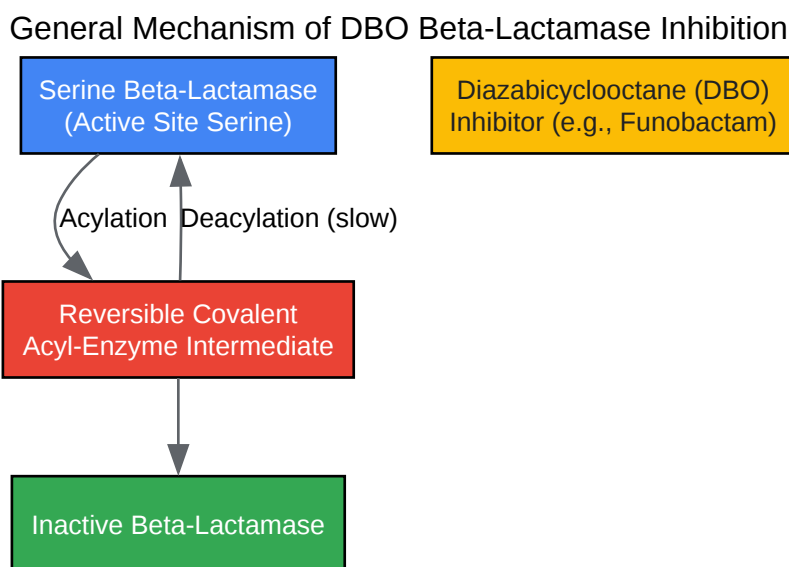 General Mechanism of DBO Beta-Lactamase Inhibition
Serine Beta-Lactamase
(Active Site Serine)
Diazabicyclooctane (DBO)
Inhibitor (e.g., Funobactam)
Acylation
Deacylation (slow)
Reversible Covalent
Acyl-Enzyme Intermediate
Inactive Beta-Lactamase